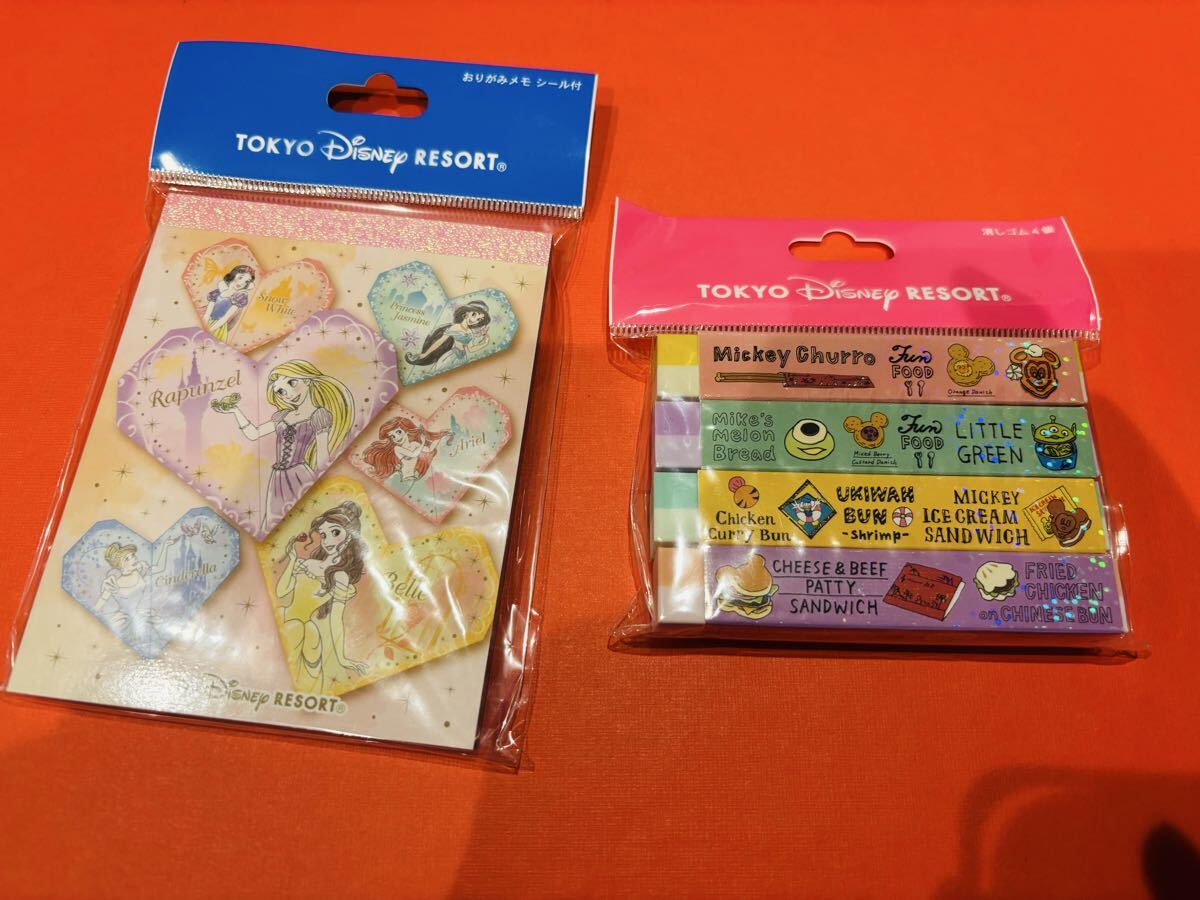 おりがみメモ シール付
TOKYO Disney RESORT®
Snow White
Princess Jasmine
Rapunzel
Ariel
Cinderella
Belle
Disney RESORT®
消しゴム4個
TOKYO Disney RESORT®
Mickey Churro
Fun FOOD
Orange Danish
Mike's Melon Bread
Mixed Berry Custard Danish
Fun FOOD
LITTLE GREEN
Chicken Curry Bun
UKIWAH BUN -shrimp-
MICKEY ICE CREAM SANDWICH
CHEESE & BEEF PATTY SANDWICH
FRIED CHICKEN on CHINESE BUN